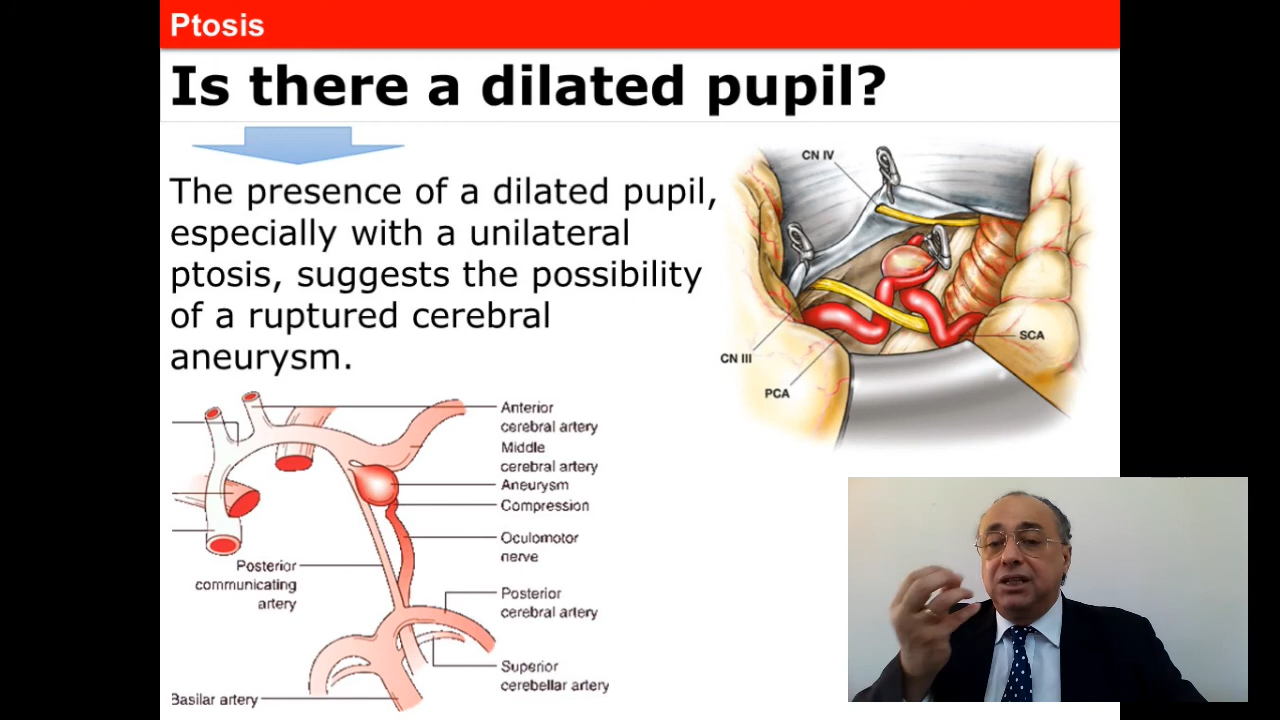 Ptosis
Is there a dilated pupil?
The presence of a dilated pupil,
especially with a unilateral
ptosis, suggests the possibility
of a ruptured cerebral
aneurysm.
CN IV
CN III
PCA
SCA
Anterior
cerebral artery
Middle
cerebral artery
Aneurysm
Compression
Oculomotor
nerve
Posterior
communicating
artery
Posterior
cerebral artery
Superior
cerebellar artery
Basilar artery